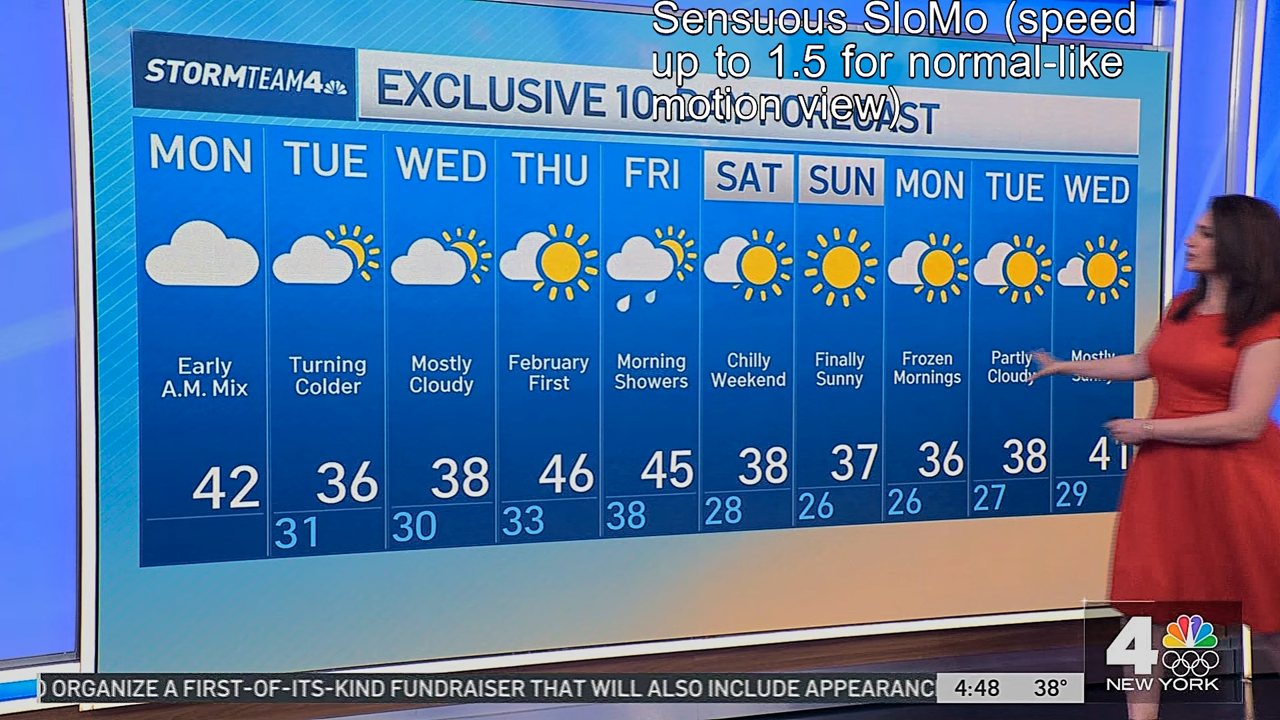 Sensuous SloMo (speed
up to 1.5 for normal-like
motion view)
STORMTEAM4
EXCLUSIVE 10-DAY FORECAST
MON TUE WED THU FRI SAT SUN MON TUE WED
Early
A.M. Mix
Turning
Colder
Mostly
Cloudy
February
First
Morning
Showers
Chilly
Weekend
Finally
Sunny
Frozen
Mornings
Partly
Cloudy
Mostly
Sunny
42 36 38 46 45 38 37 36 38 41
31 30 33 38 28 26 26 27 29
4
NEW YORK
ORGANIZE A FIRST-OF-ITS-KIND FUNDRAISER THAT WILL ALSO INCLUDE APPEARANC
4:48 38°